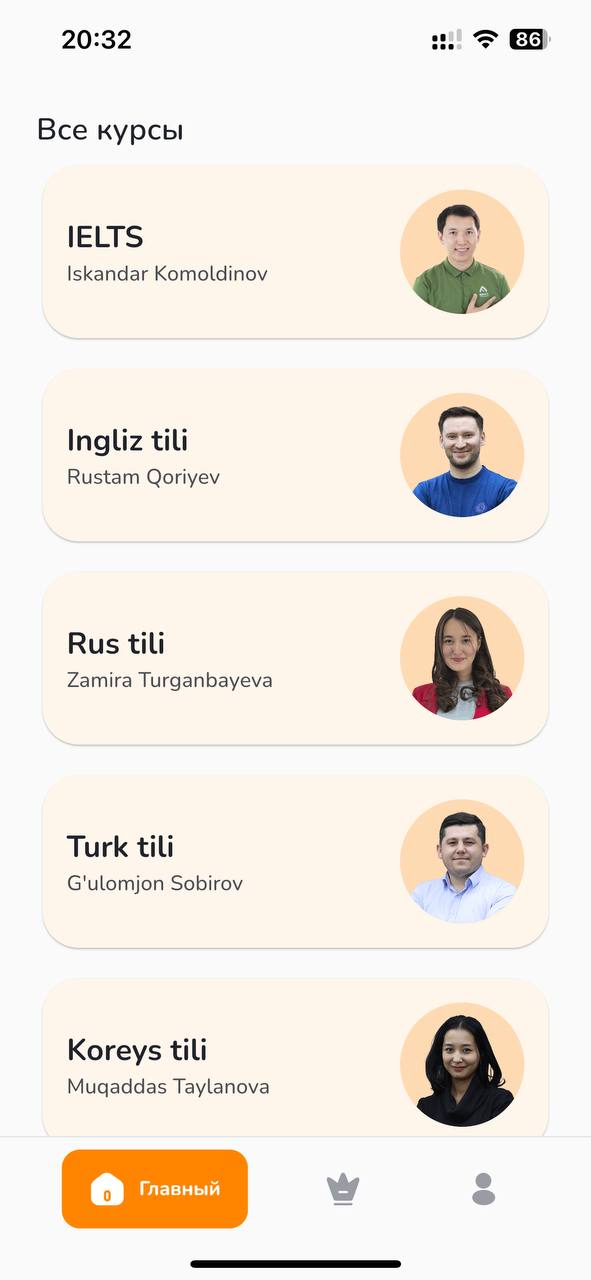 20:32
86
Все курсы
IELTS
Iskandar Komoldinov
Ingliz tili
Rustam Qoriyev
Rus tili
Zamira Turganbayeva
Turk tili
G'ulomjon Sobirov
Koreys tili
Muqaddas Taylanova
Главный